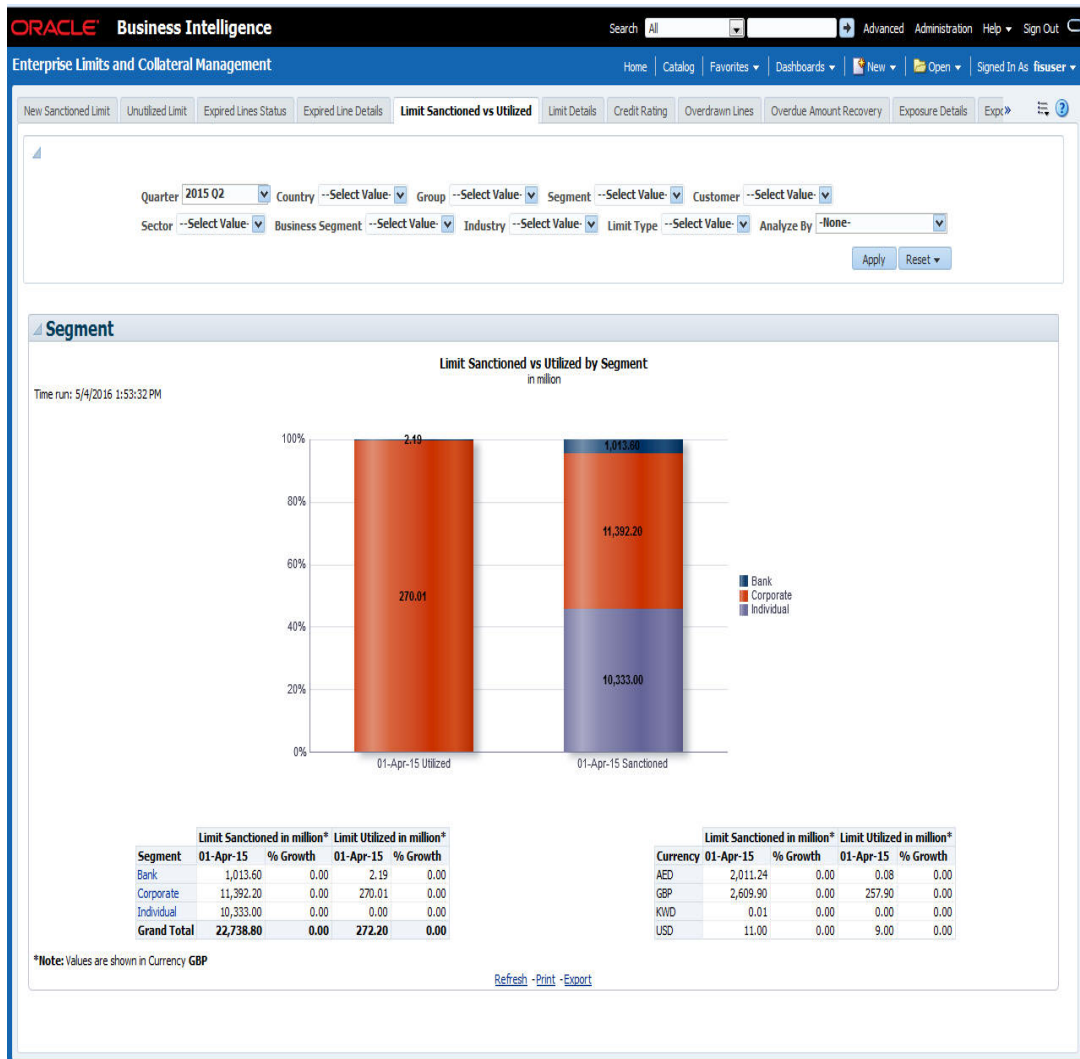 ORACLE Business Intelligence Search All Advanced Administration Help Sign Out
Enterprise Limits and Collateral Management Home Catalog Favorites Dashboards New Open Signed In As fisuser
New Sanctioned Limit Unutilized Limit Expired Lines Status Expired Line Details Limit Sanctioned vs Utilized Limit Details Credit Rating Overdrawn Lines Overdue Amount Recovery Exposure Details Expc»
Quarter 2015 Q2 Country --Select Value- Group --Select Value- Segment --Select Value- Customer --Select Value-
Sector --Select Value- Business Segment --Select Value- Industry --Select Value- Limit Type --Select Value- Analyze By -None-
Apply Reset
Segment
Limit Sanctioned vs Utilized by Segment
in million
Time run: 5/4/2016 1:53:32 PM
100%
80%
60%
40%
20%
0%
2.19
270.01
1,013.60
11,392.20
10,333.00
01-Apr-15 Utilized
01-Apr-15 Sanctioned
Bank
Corporate
Individual
Limit Sanctioned in million* Limit Utilized in million*
Segment 01-Apr-15 % Growth 01-Apr-15 % Growth
Bank 1,013.60 0.00 2.19 0.00
Corporate 11,392.20 0.00 270.01 0.00
Individual 10,333.00 0.00 0.00 0.00
Grand Total 22,738.80 0.00 272.20 0.00
Limit Sanctioned in million* Limit Utilized in million*
Currency 01-Apr-15 % Growth 01-Apr-15 % Growth
AED 2,011.24 0.00 0.08 0.00
GBP 2,609.90 0.00 257.90 0.00
KWD 0.01 0.00 0.00 0.00
USD 11.00 0.00 9.00 0.00
*Note: Values are shown in Currency GBP
Refresh - Print - Export